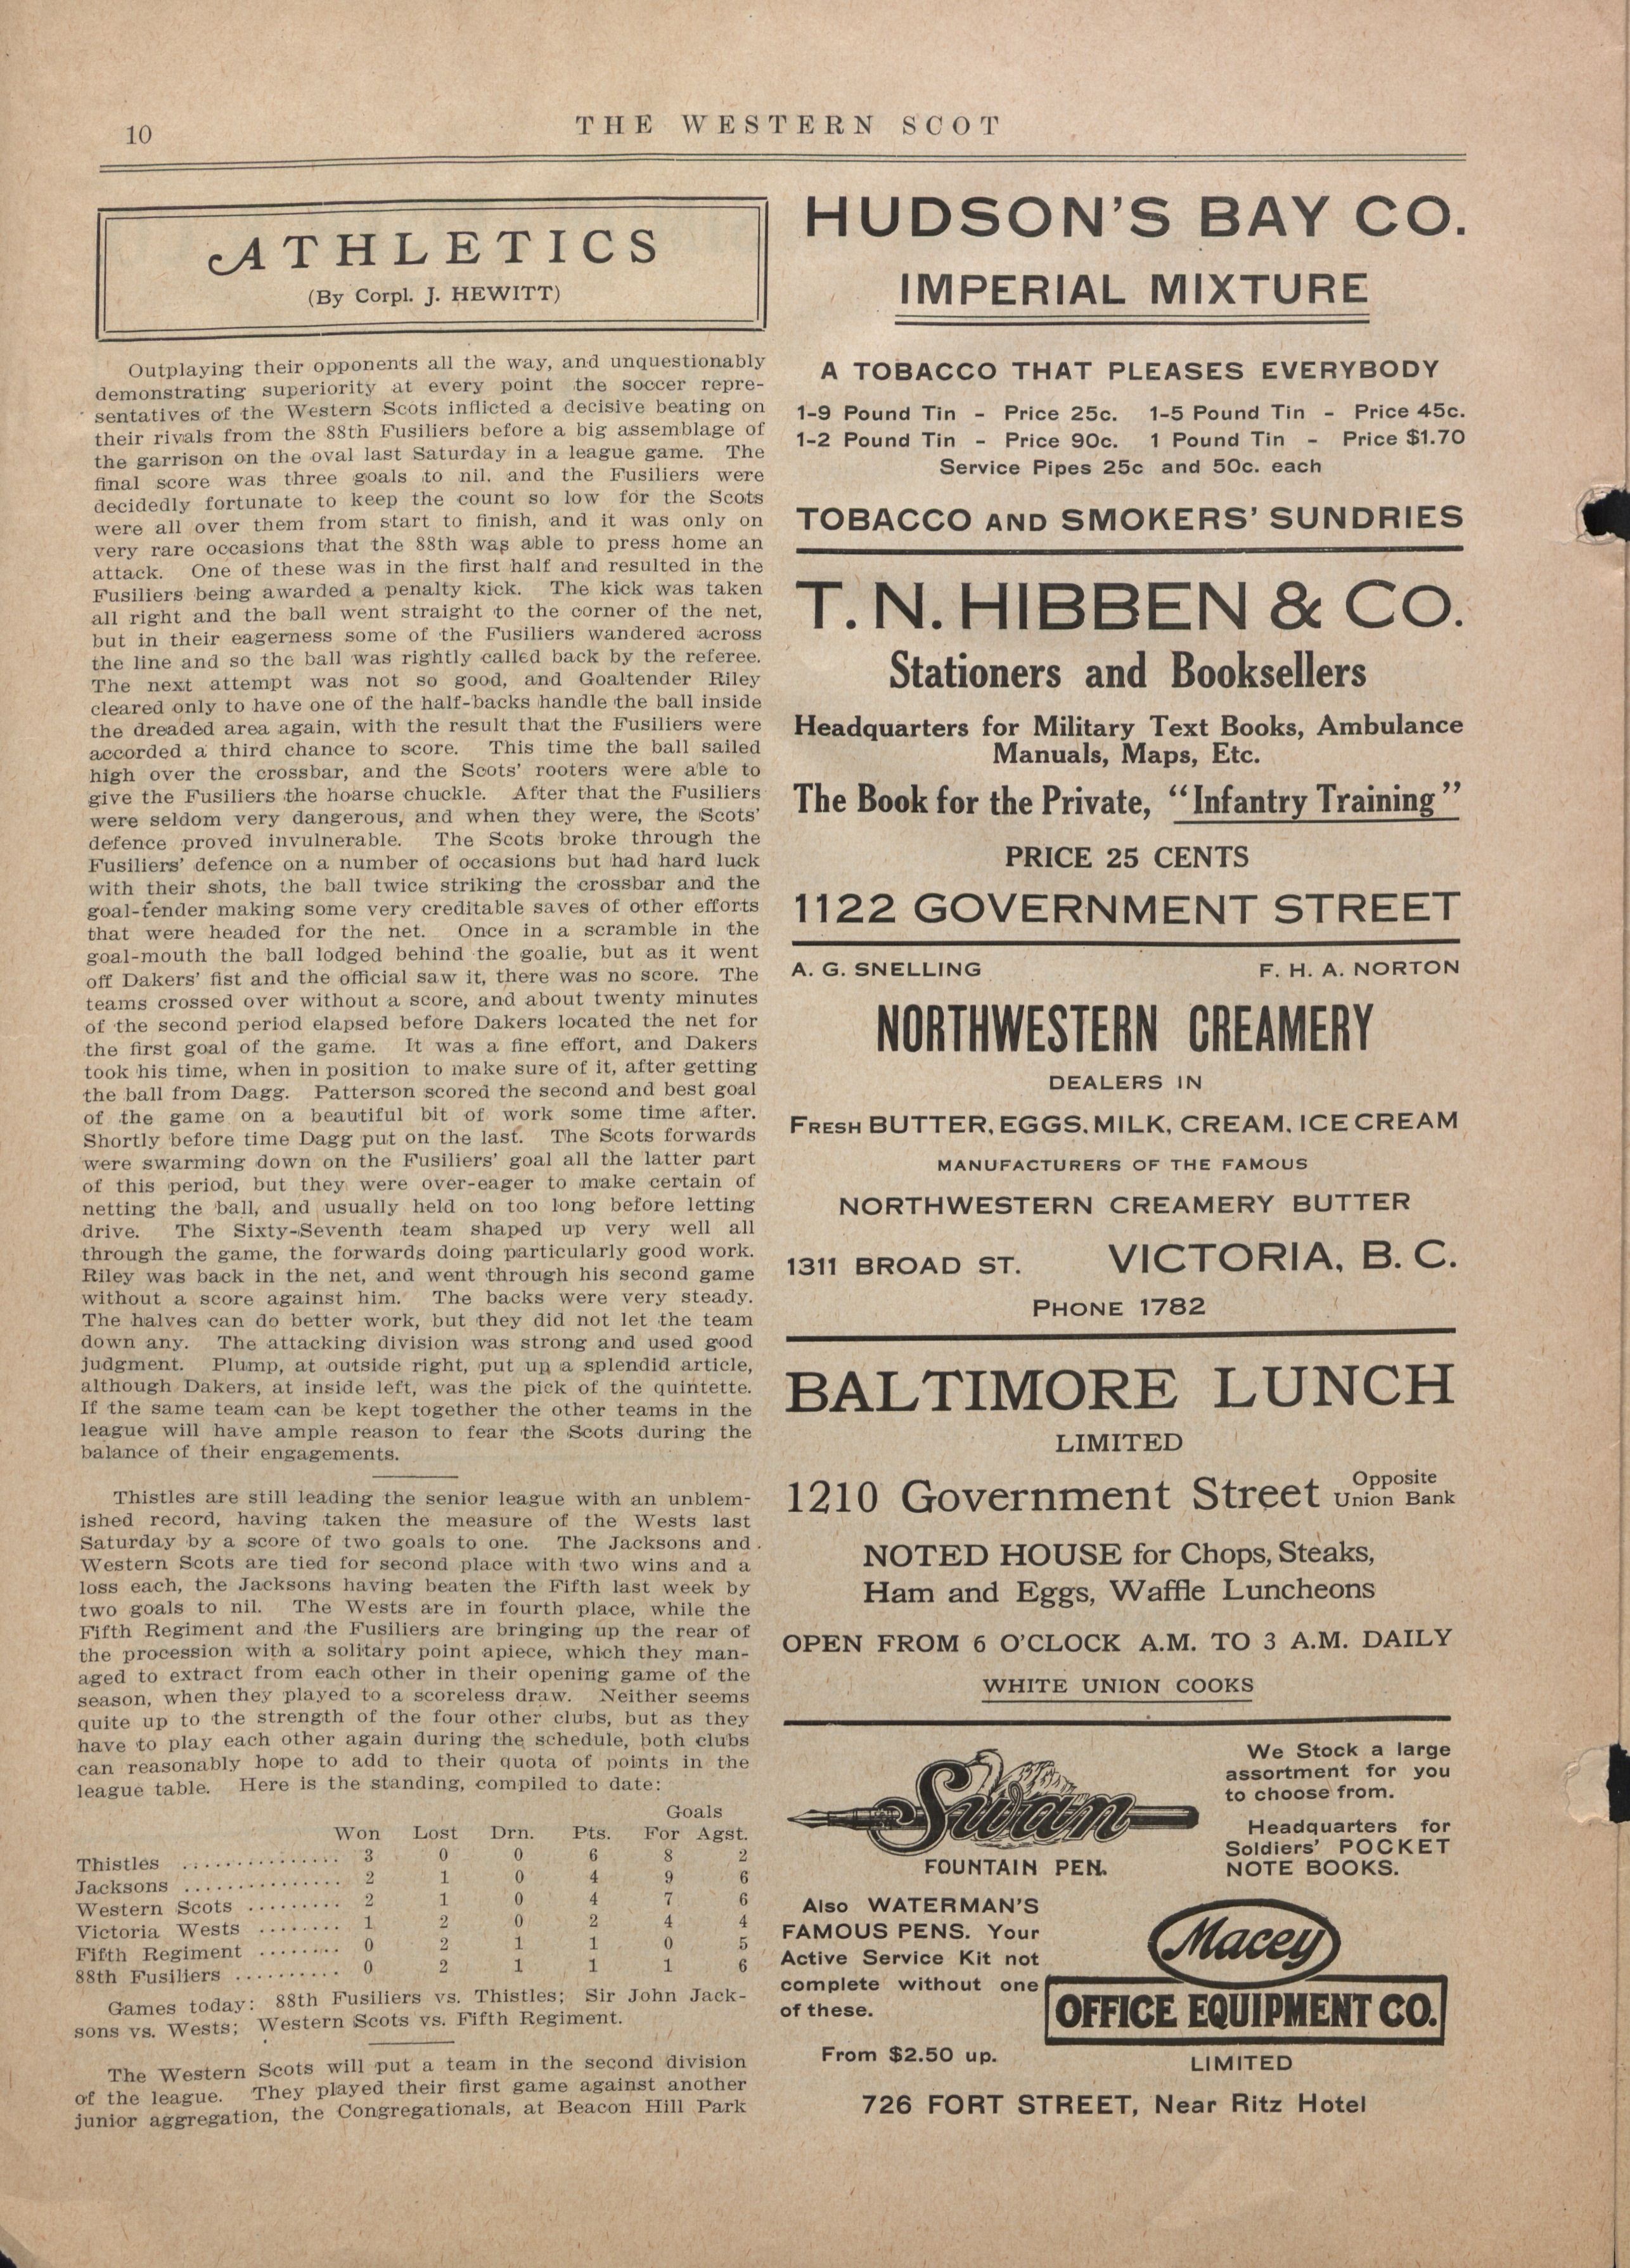 10
THE WESTERN SCOT
ATHLETICS
(By Corpl. J. HEWITT)
Outplaying their opponents all the way, and unquestionably
demonstrating superiority at every point the soccer repre-
sentatives of the Western Scots inflicted a decisive beating on
their rivals from the 88th Fusiliers before a big assemblage of
the garrison on the oval last Saturday in a league game. The
final score was three goals to nil. and the Fusiliers were
decidedly fortunate to keep the count so low for the Scots
were all over them from start to finish, and it was only on
very rare occasions that the 88th was able to press home an
attack. One of these was in the first half and resulted in the
Fusiliers being awarded a penalty kick. The kick was taken
all right and the ball went straight to the corner of the net,
but in their eagerness some of the Fusiliers wandered across
the line and so the ball was rightly called back by the referee.
The next attempt was not so good, and Goaltender Riley
cleared only to have one of the half-backs handle the ball inside
the dreaded area again, with the result that the Fusiliers were
accorded a third chance to score. This time the ball sailed
high over the crossbar, and the Scots' rooters were able to
give the Fusiliers the hoarse chuckle. After that the Fusiliers
were seldom very dangerous, and when they were, the Scots'
defence proved invulnerable. The Scots broke through the
Fusiliers' defence on a number of occasions but had hard luck
with their shots, the ball twice striking the crossbar and the
goal-tender making some very creditable saves of other efforts
that were headed for the net. Once in a scramble in the
goal-mouth the ball lodged behind the goalie, but as it went
off Dakers' fist and the official saw it, there was no score. The
teams crossed over without a score, and about twenty minutes
of the second period elapsed before Dakers located the net for
the first goal of the game. It was a fine effort, and Dakers
took his time, when in position to make sure of it, after getting
the ball from Dagg. Patterson scored the second and best goal
of the game on a beautiful bit of work some time after.
Shortly before time Dagg put on the last. The Scots forwards
were swarming down on the Fusiliers' goal all the latter part
of this period, but they were over-eager to make certain of
netting the ball, and usually held on too long before letting
drive. The Sixty-Seventh team shaped up very well all
through the game, the forwards doing particularly good work.
Riley was back in the net, and went through his second game
without a score against him. The backs were very steady.
The halves can do better work, but they did not let the team
down any. The attacking division was strong and used good
judgment. Plump, at outside right, put up a splendid article,
although Dakers, at inside left, was the pick of the quintette.
If the same team can be kept together the other teams in the
league will have ample reason to fear the Scots during the
balance of their engagements.
Thistles are still leading the senior league with an unblem-
ished record, having taken the measure of the Wests last
Saturday by a score of two goals to one. The Jacksons and
Western Scots are tied for second place with two wins and a
loss each, the Jacksons having beaten the Fifth last week by
two goals to nil. The Wests are in fourth place, while the
Fifth Regiment and the Fusiliers are bringing up the rear of
the procession with a solitary point apiece, which they man-
aged to extract from each other in their opening game of the
season, when they played to a scoreless draw. Neither seems
quite up to the strength of the four other clubs, but as they
have to play each other again during the schedule, both clubs
can reasonably hope to add to their quota of points in the
league table. Here is the standing, compiled to date:
Goals
Won Lost Drn. Pts. For Agst.
Thistles .............. 3 0 0 6 8 2
Jacksons ............... 2 1 0 4 9 6
Western Scots ......... 2 1 0 4 7 6
Victoria Wests ........ 1 2 0 2 4 4
Fifth Regiment ........ 0 2 1 1 0 5
88th Fusiliers .......... 0 2 1 1 1 6
Games today: 88th Fusiliers vs. Thistles; Sir John Jack-
sons vs. Wests; Western Scots vs. Fifth Regiment.
The Western Scots will put a team in the second division
of the league. They played their first game against another
junior aggregation, the Congregationals, at Beacon Hill Park
HUDSON'S BAY CO.
IMPERIAL MIXTURE
A TOBACCO THAT PLEASES EVERYBODY
1-9 Pound Tin - Price 25c. 1-5 Pound Tin - Price 45c.
1-2 Pound Tin - Price 90c. 1 Pound Tin - Price $1.70
Service Pipes 25c and 50c. each
TOBACCO AND SMOKERS' SUNDRIES
T. N. HIBBEN & CO.
Stationers and Booksellers
Headquarters for Military Text Books, Ambulance
Manuals, Maps, Etc.
The Book for the Private, "Infantry Training"
PRICE 25 CENTS
1122 GOVERNMENT STREET
A. G. SNELLING F. H. A. NORTON
NORTHWESTERN CREAMERY
DEALERS IN
FRESH BUTTER, EGGS, MILK, CREAM, ICE CREAM
MANUFACTURERS OF THE FAMOUS
NORTHWESTERN CREAMERY BUTTER
1311 BROAD ST. VICTORIA, B. C.
PHONE 1782
BALTIMORE LUNCH
LIMITED
1210 Government Street Opposite
Union Bank
NOTED HOUSE for Chops, Steaks,
Ham and Eggs, Waffle Luncheons
OPEN FROM 6 O'CLOCK A.M. TO 3 A.M. DAILY
WHITE UNION COOKS
Swan
FOUNTAIN PEN.
We Stock a large
assortment for you
to choose from.
Headquarters for
Soldiers' POCKET
NOTE BOOKS.
Also WATERMAN'S
FAMOUS PENS. Your
Active Service Kit not
complete without one
of these.
From $2.50 up.
Macey
OFFICE EQUIPMENT CO.
LIMITED
726 FORT STREET, Near Ritz Hotel